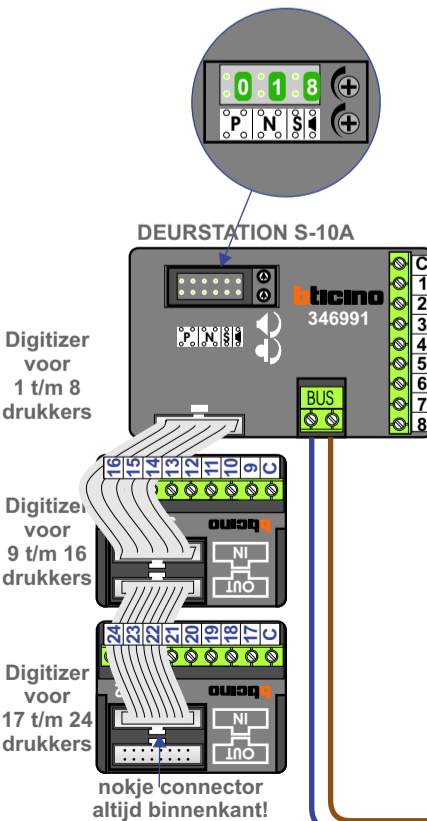 0 1 8
P N S
DEURSTATION S-10A
bticino
346991
P N S
C
1
2
3
4
5
6
7
8
BUS
Digitizer
voor
1 t/m 8
drukkers
16 15 14 13 12 11 10 9 C
bticino
IN
OUT
Digitizer
voor
9 t/m 16
drukkers
24 23 22 21 20 19 18 17 C
bticino
IN
OUT
Digitizer
voor
17 t/m 24
drukkers
nokje connector
altijd binnenkant!